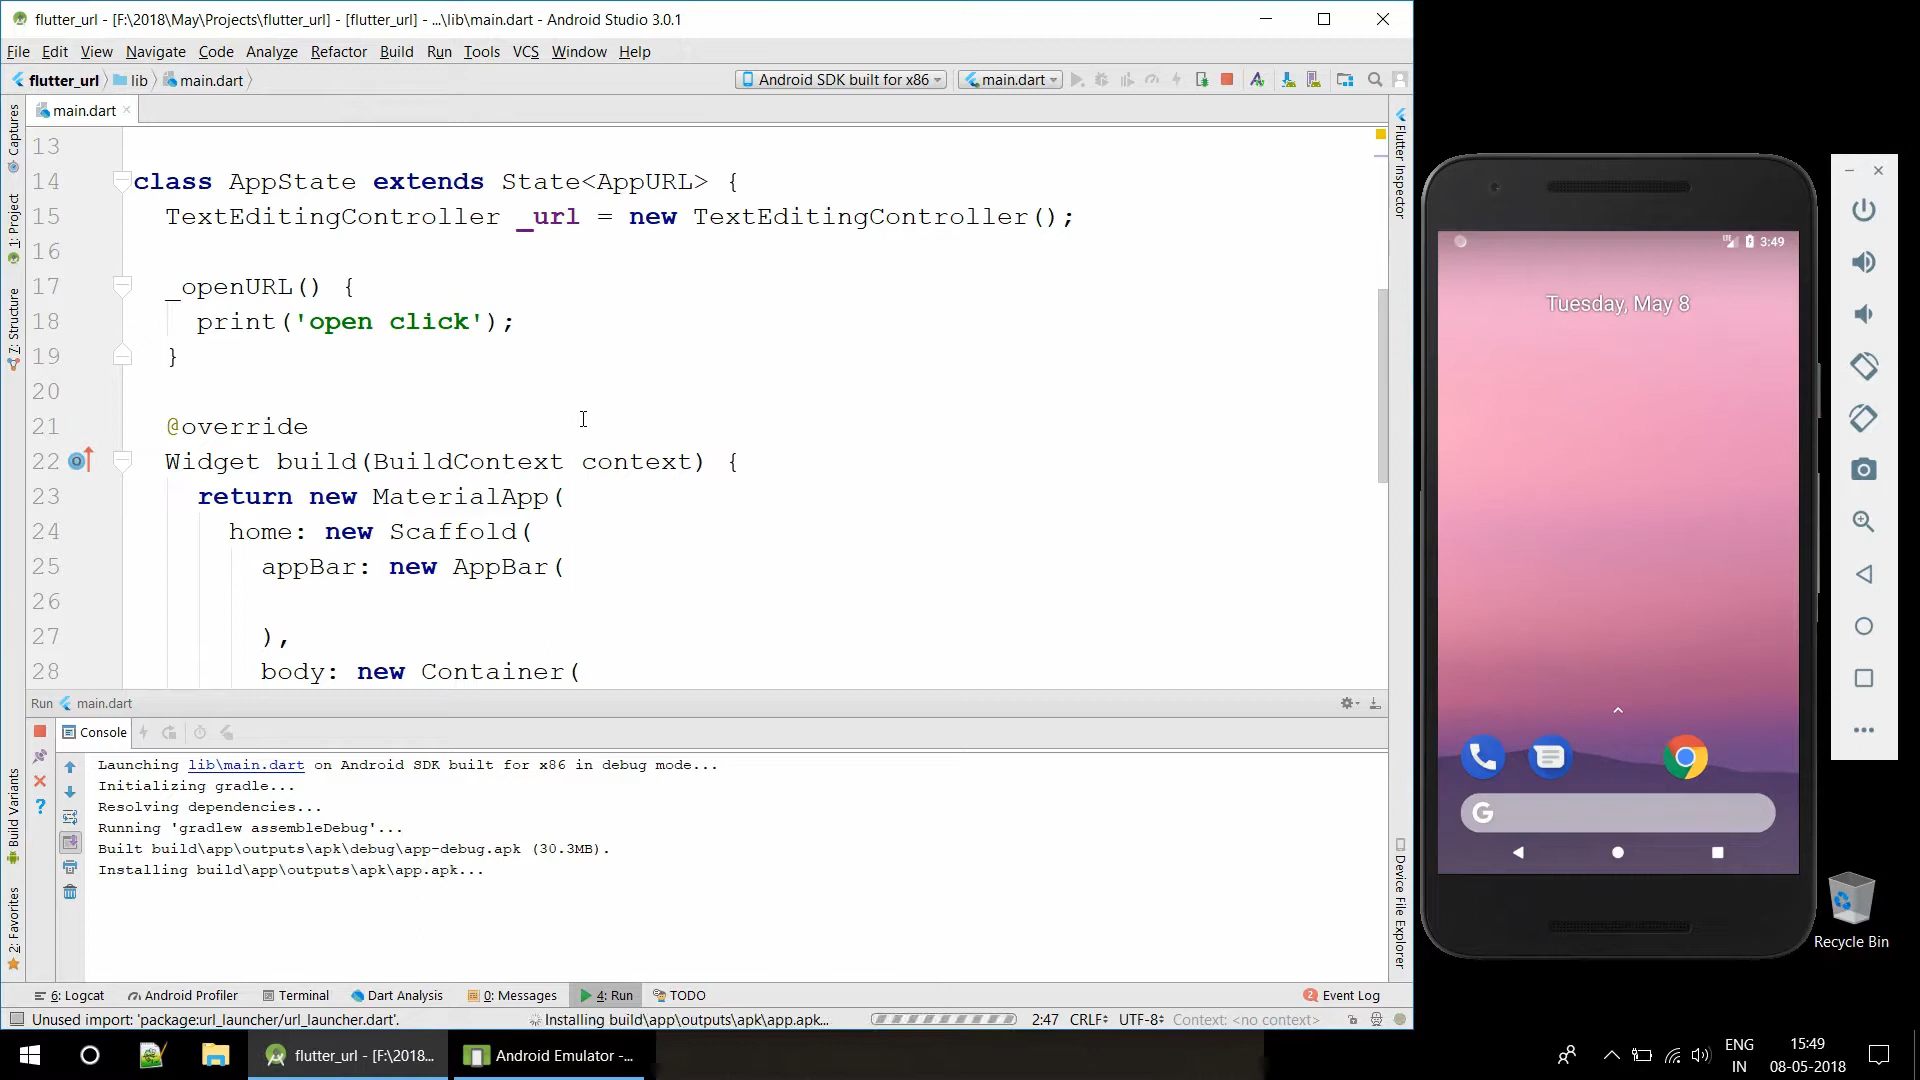 flutter_url - [F:\2018\May\Projects\flutter_url] - [flutter_url] - ...\lib\main.dart - Android Studio 3.0.1
File Edit View Navigate Code Analyze Refactor Build Run Tools VCS Window Help
flutter_url lib main.dart Android SDK built for x86 main.dart
main.dart
Captures
1: Project
7: Structure
Build Variants
2: Favorites
13
14 class AppState extends State<AppURL> {
15 TextEditingController _url = new TextEditingController();
16
17 _openURL() {
18 print('open click');
19 }
20
21 @override
22 Widget build(BuildContext context) {
23 return new MaterialApp(
24 home: new Scaffold(
25 appBar: new AppBar(
26
27 ),
28 body: new Container(
Flutter Inspector
Device File Explorer
Run main.dart
Console
Launching lib\main.dart on Android SDK built for x86 in debug mode...
Initializing gradle...
Resolving dependencies...
Running 'gradlew assembleDebug'...
Built build\app\outputs\apk\debug\app-debug.apk (30.3MB).
Installing build\app\outputs\apk\app.apk...
6: Logcat Android Profiler Terminal Dart Analysis 0: Messages 4: Run TODO 2 Event Log
Unused import: 'package:url_launcher/url_launcher.dart'. Installing build\app\outputs\apk\app.apk... 2:47 CRLF UTF-8 Context: <no context>
3:49
Tuesday, May 8
G
Recycle Bin
flutter_url - [F:\2018... Android Emulator -...
ENG
IN
15:49
08-05-2018